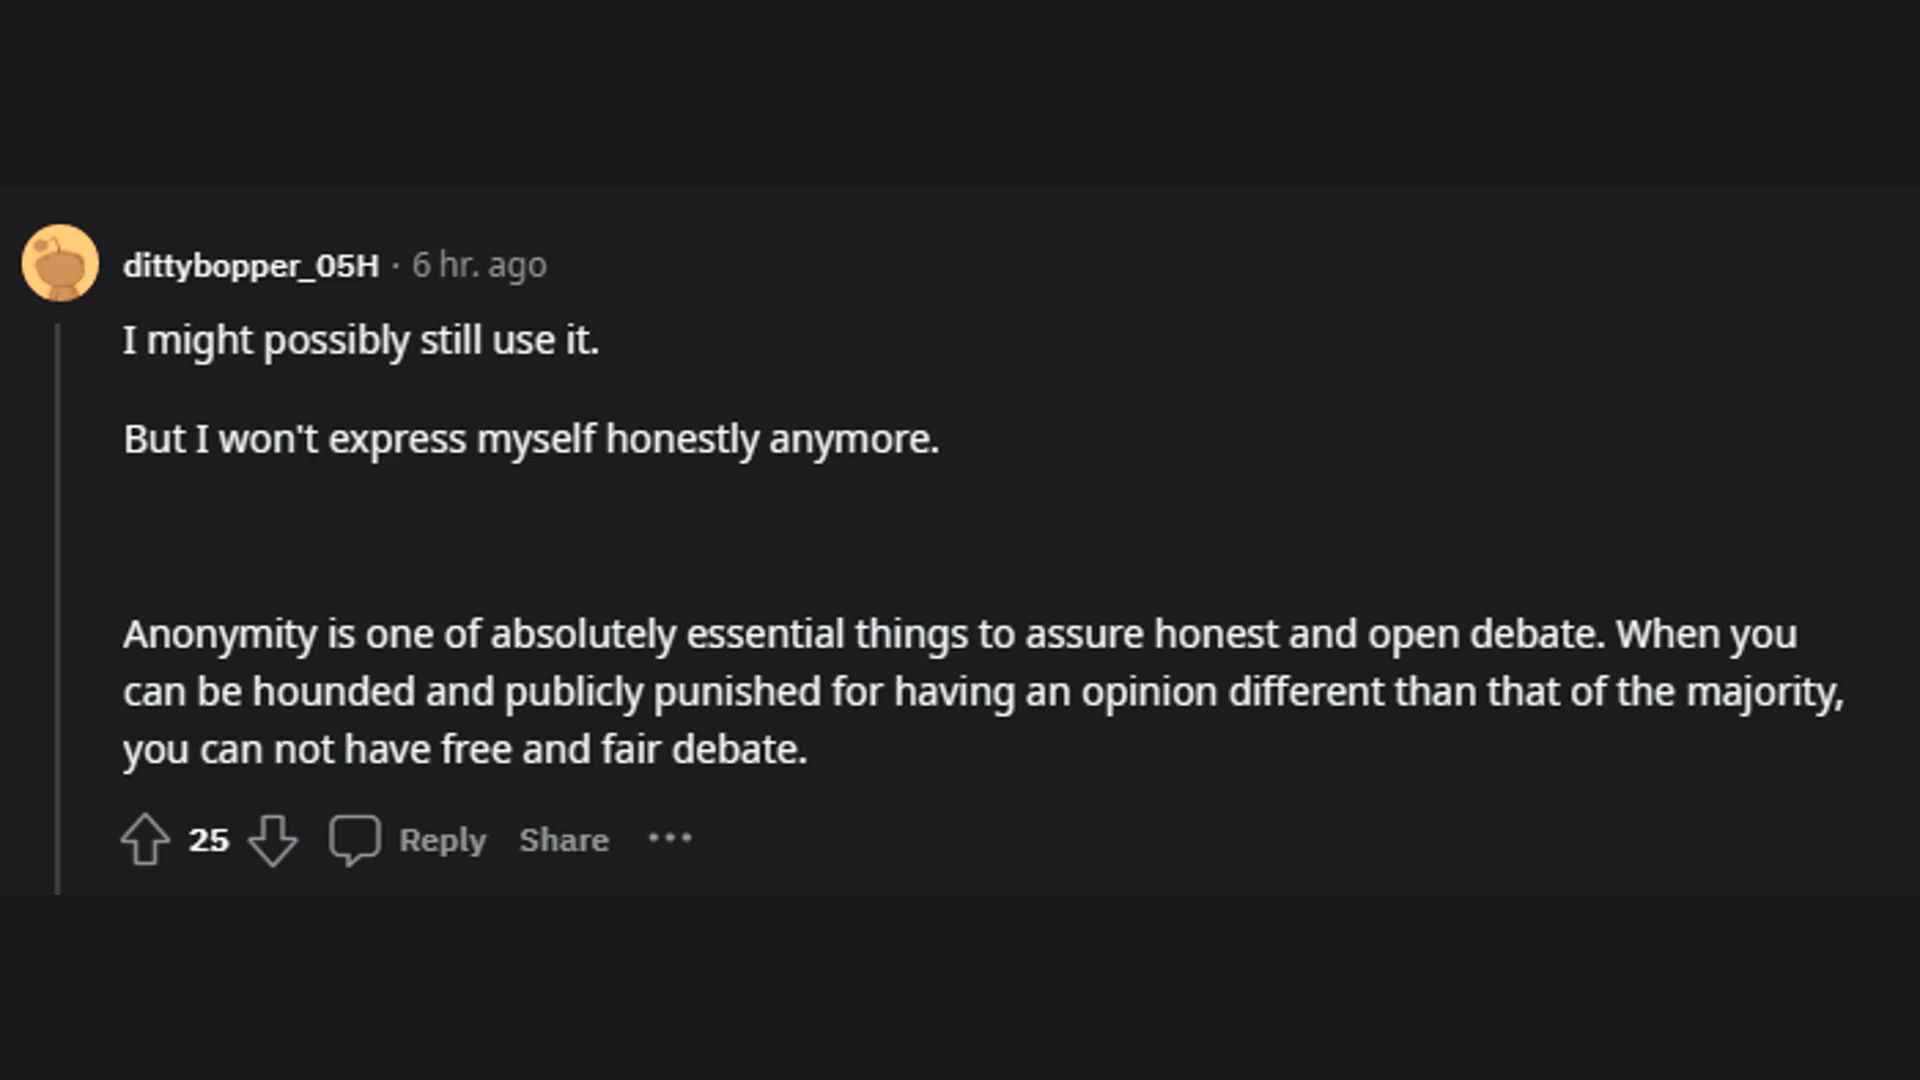 dittybopper_05H · 6 hr. ago
I might possibly still use it.
But I won't express myself honestly anymore.
Anonymity is one of absolutely essential things to assure honest and open debate. When you
can be hounded and publicly punished for having an opinion different than that of the majority,
you can not have free and fair debate.
25 Reply Share ···